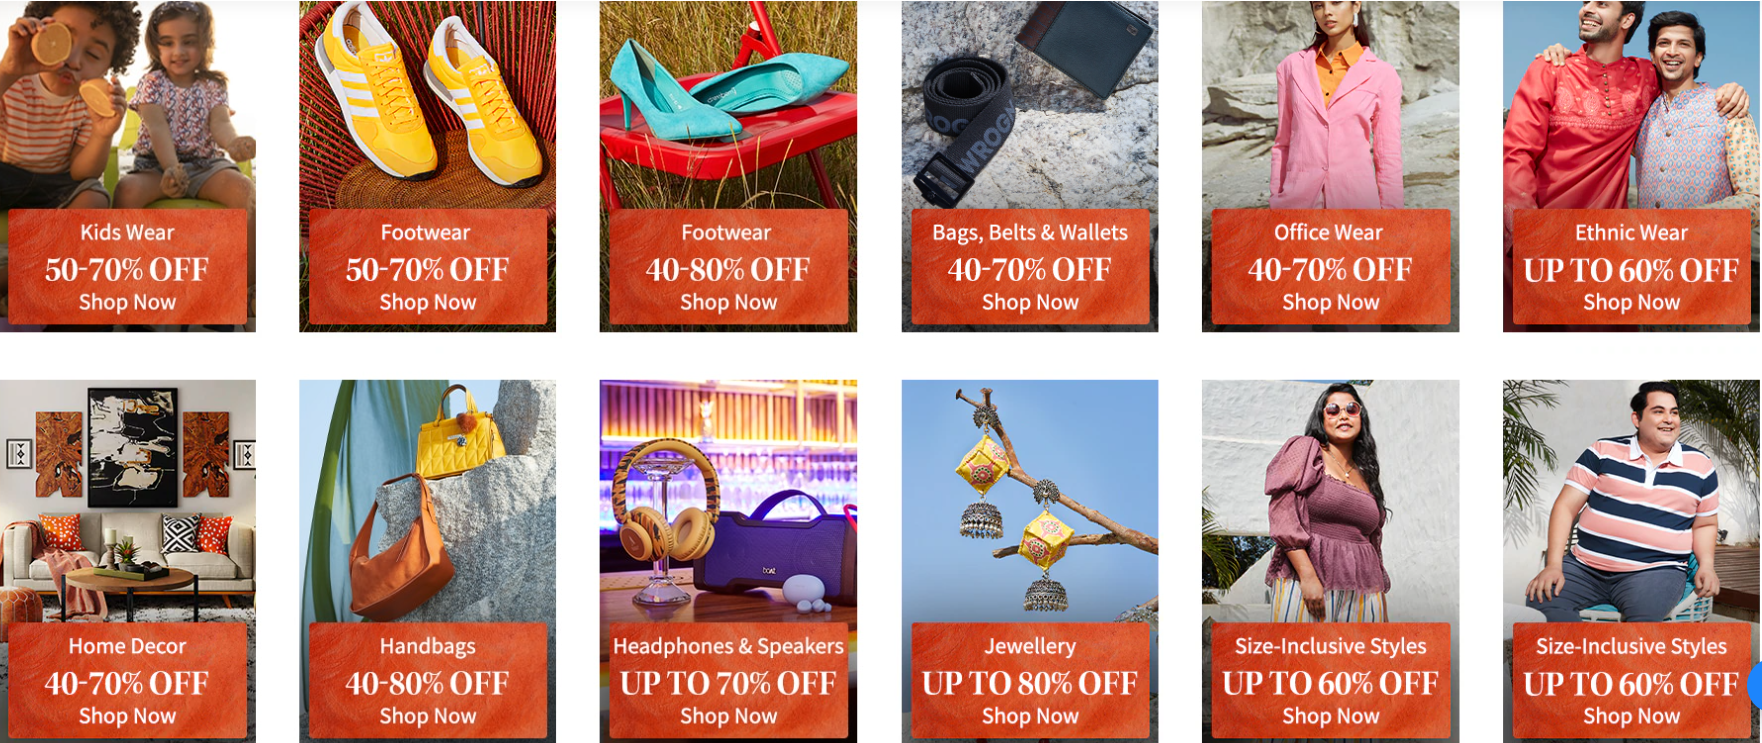 Kids Wear
50-70% OFF
Shop Now
Footwear
50-70% OFF
Shop Now
Footwear
40-80% OFF
Shop Now
WROGN
Bags, Belts & Wallets
40-70% OFF
Shop Now
Office Wear
40-70% OFF
Shop Now
Ethnic Wear
UP TO 60% OFF
Shop Now
Home Decor
40-70% OFF
Shop Now
Handbags
40-80% OFF
Shop Now
boAt
Headphones & Speakers
UP TO 70% OFF
Shop Now
Jewellery
UP TO 80% OFF
Shop Now
Size-Inclusive Styles
UP TO 60% OFF
Shop Now
Size-Inclusive Styles
UP TO 60% OFF
Shop Now